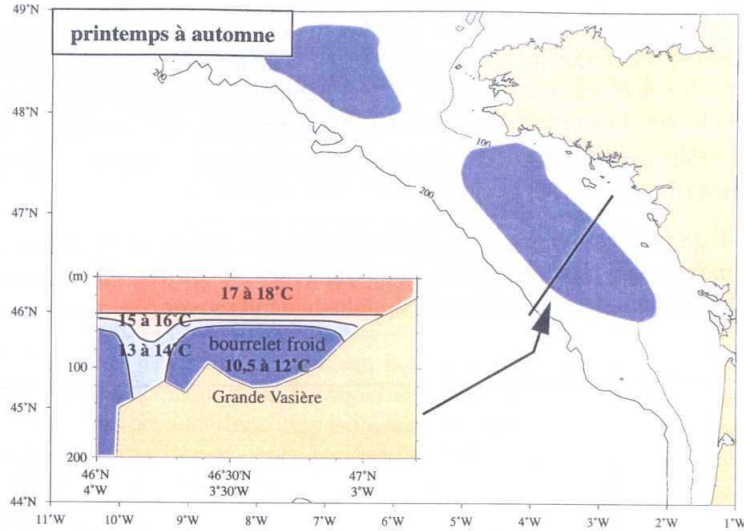 49°N
printemps à automne
200
48°N
100
200
47°N
(m)
17 à 18°C
46°N
15 à 16°C
13 à 14°C
bourrelet froid
10,5 à 12°C
100
Grande Vasière
45°N
200
46°N
46°30'N
47°N
4°W
3°30'W
3°W
44°N
11°W
10°W
9°W
8°W
7°W
6°W
5°W
4°W
3°W
2°W
1°W